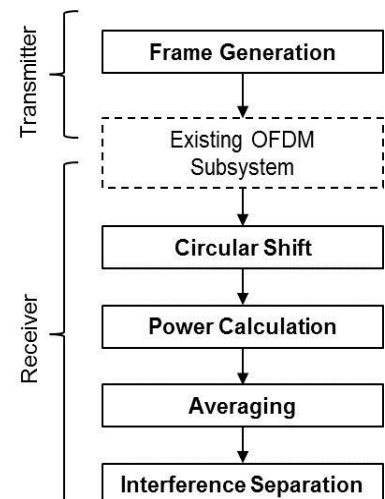 Transmitter
Frame Generation
Existing OFDM
Subsystem
Receiver
Circular Shift
Power Calculation
Averaging
Interference Separation